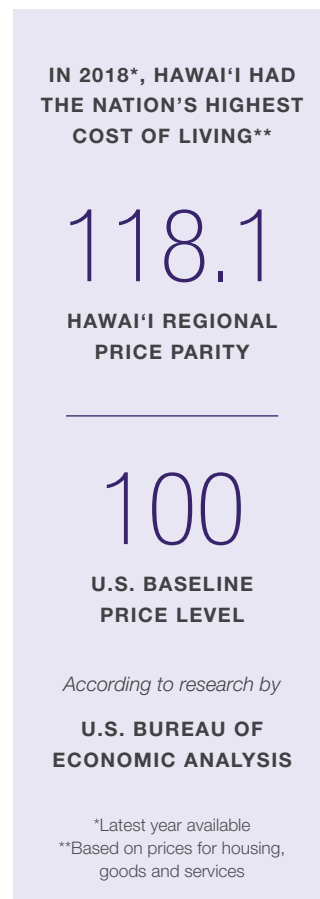 IN 2018*, HAWAI‘I HAD
THE NATION’S HIGHEST
COST OF LIVING**
118.1
HAWAI‘I REGIONAL
PRICE PARITY
100
U.S. BASELINE
PRICE LEVEL
According to research by
U.S. BUREAU OF
ECONOMIC ANALYSIS
*Latest year available
**Based on prices for housing,
goods and services